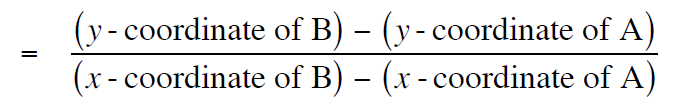 = (y - coordinate of B) − (y - coordinate of A)
(x - coordinate of B) − (x - coordinate of A)